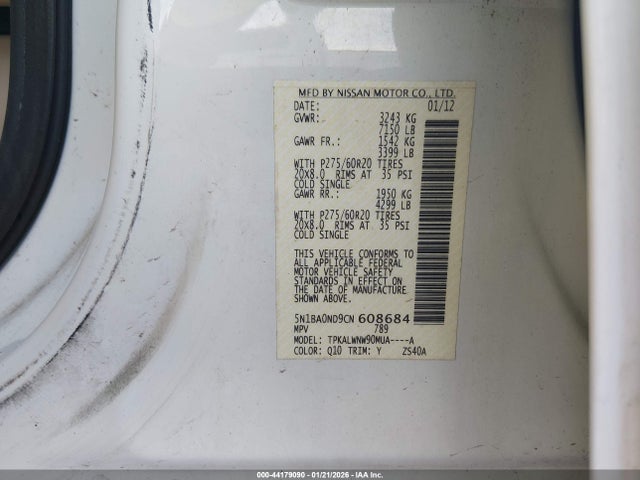 MFD BY NISSAN MOTOR CO., LTD.
DATE: 01/12
GVWR: 3243 KG
7150 LB
GAWR FR.: 1542 KG
3399 LB
WITH P275/60R20 TIRES
20X8.0 RIMS AT 35 PSI
COLD SINGLE
GAWR RR.: 1950 KG
4299 LB
WITH P275/60R20 TIRES
20X8.0 RIMS AT 35 PSI
COLD SINGLE
THIS VEHICLE CONFORMS TO
ALL APPLICABLE FEDERAL
MOTOR VEHICLE SAFETY
STANDARDS IN EFFECT ON
THE DATE OF MANUFACTURE
SHOWN ABOVE.
5N1BA0ND9CN 608684
MPV 789
MODEL: TPKALWNW90MUA----A
COLOR: Q10 TRIM: Y ZS40A
000-44179090 - 01/21/2026 - IAA Inc.